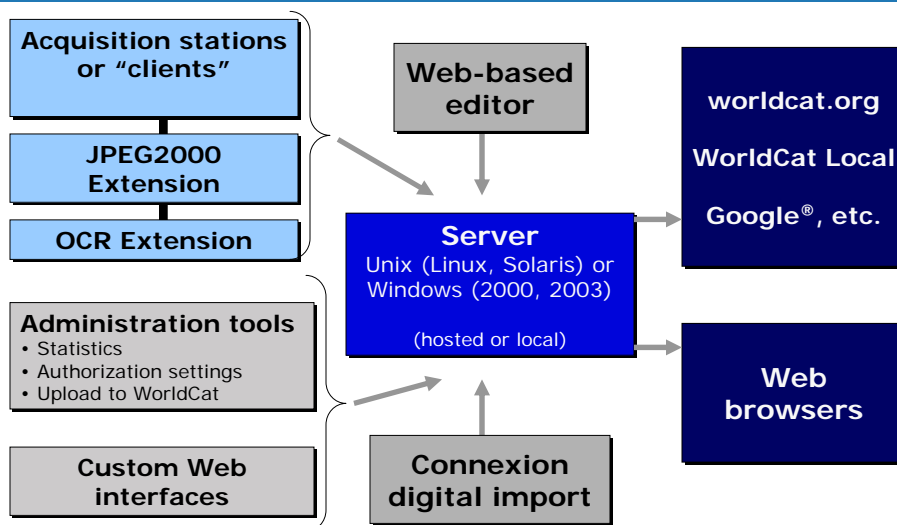 Acquisition stations
or “clients”
JPEG2000
Extension
OCR Extension
Administration tools
• Statistics
• Authorization settings
• Upload to WorldCat
Custom Web
interfaces
Web-based
editor
Server
Unix (Linux, Solaris) or
Windows (2000, 2003)
(hosted or local)
Connexion
digital import
worldcat.org
WorldCat Local
Google®, etc.
Web
browsers